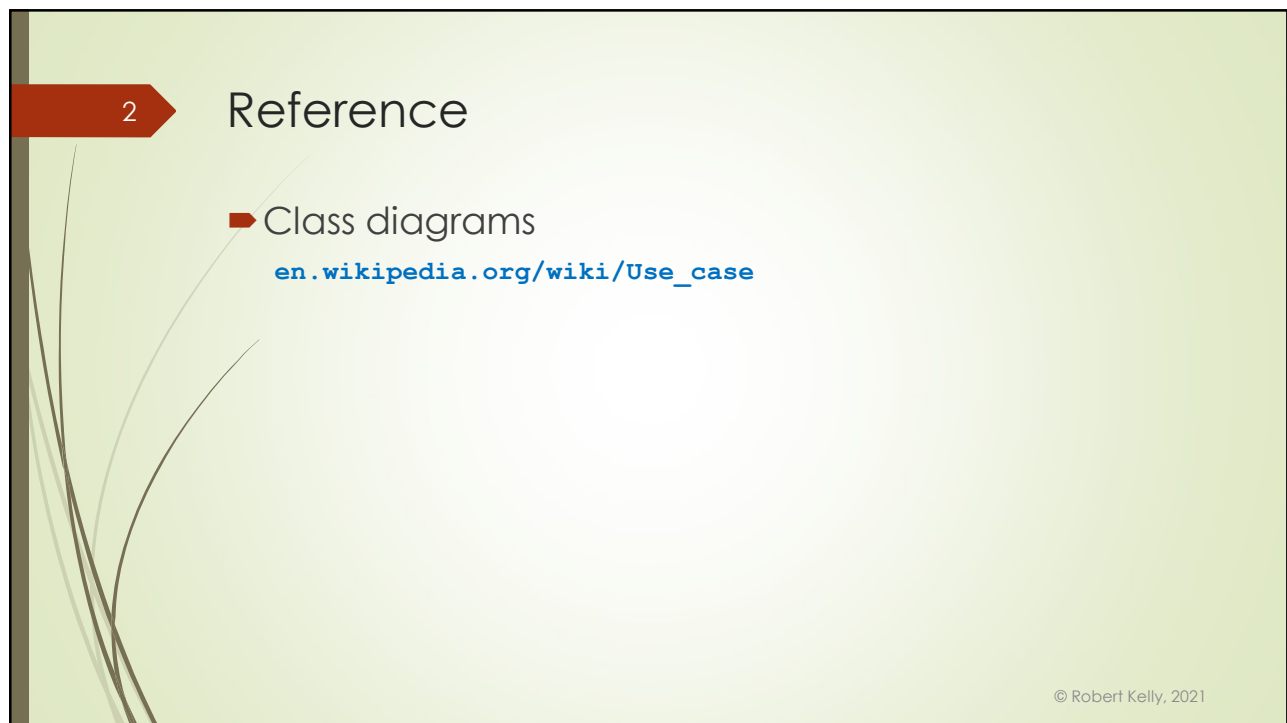 2
Reference
Class diagrams
en.wikipedia.org/wiki/Use_case
© Robert Kelly, 2021